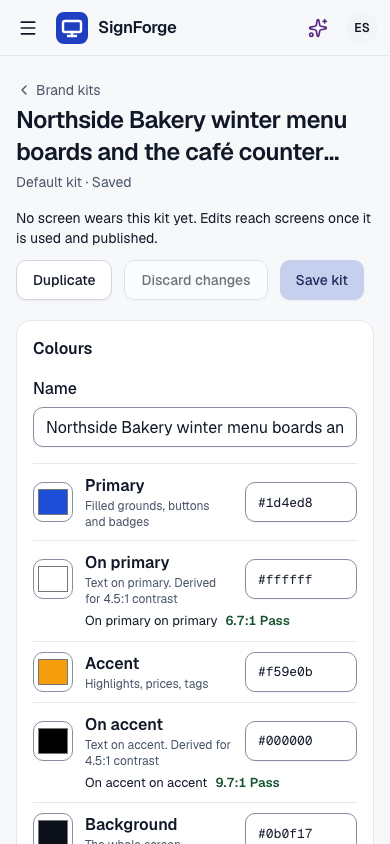 SignForge
ES
Brand kits
Northside Bakery winter menu
boards and the café counter...
Default kit · Saved
No screen wears this kit yet. Edits reach screens once it
is used and published.
Duplicate
Discard changes
Save kit
Colours
Name
Northside Bakery winter menu boards an
Primary
Filled grounds, buttons
and badges
#1d4ed8
On primary
Text on primary. Derived
for 4.5:1 contrast
#ffffff
On primary on primary 6.7:1 Pass
Accent
Highlights, prices, tags
#f59e0b
On accent
Text on accent. Derived for
4.5:1 contrast
#000000
On accent on accent 9.7:1 Pass
Background
#0b0f17
The whole screen